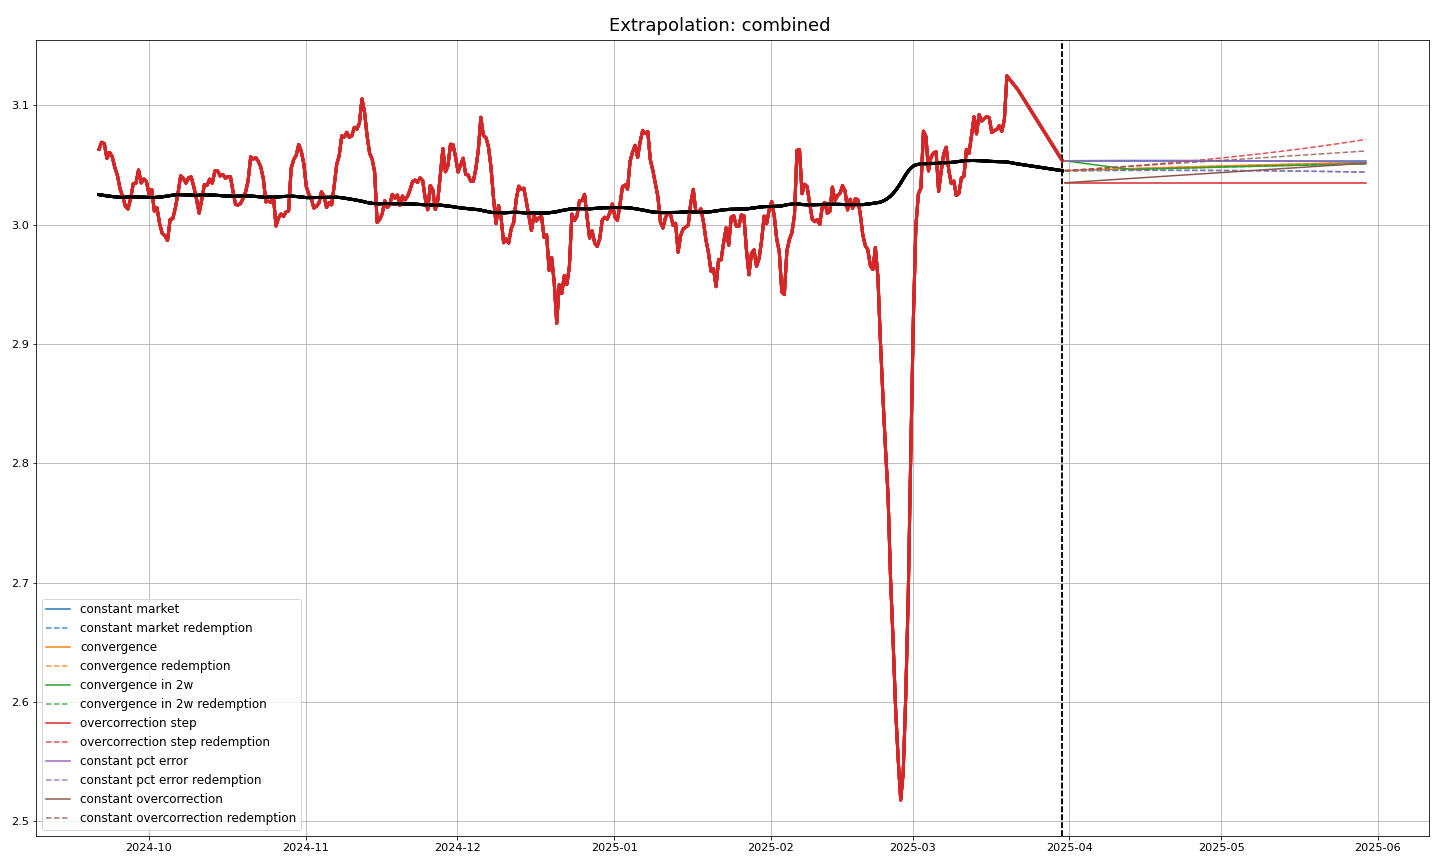 Extrapolation: combined
3.1
3.0
2.9
2.8
2.7
2.6
2.5
constant market
constant market redemption
convergence
convergence redemption
convergence in 2w
convergence in 2w redemption
overcorrection step
overcorrection step redemption
constant pct error
constant pct error redemption
constant overcorrection
constant overcorrection redemption
2024-10 2024-11 2024-12 2025-01 2025-02 2025-03 2025-04 2025-05 2025-06